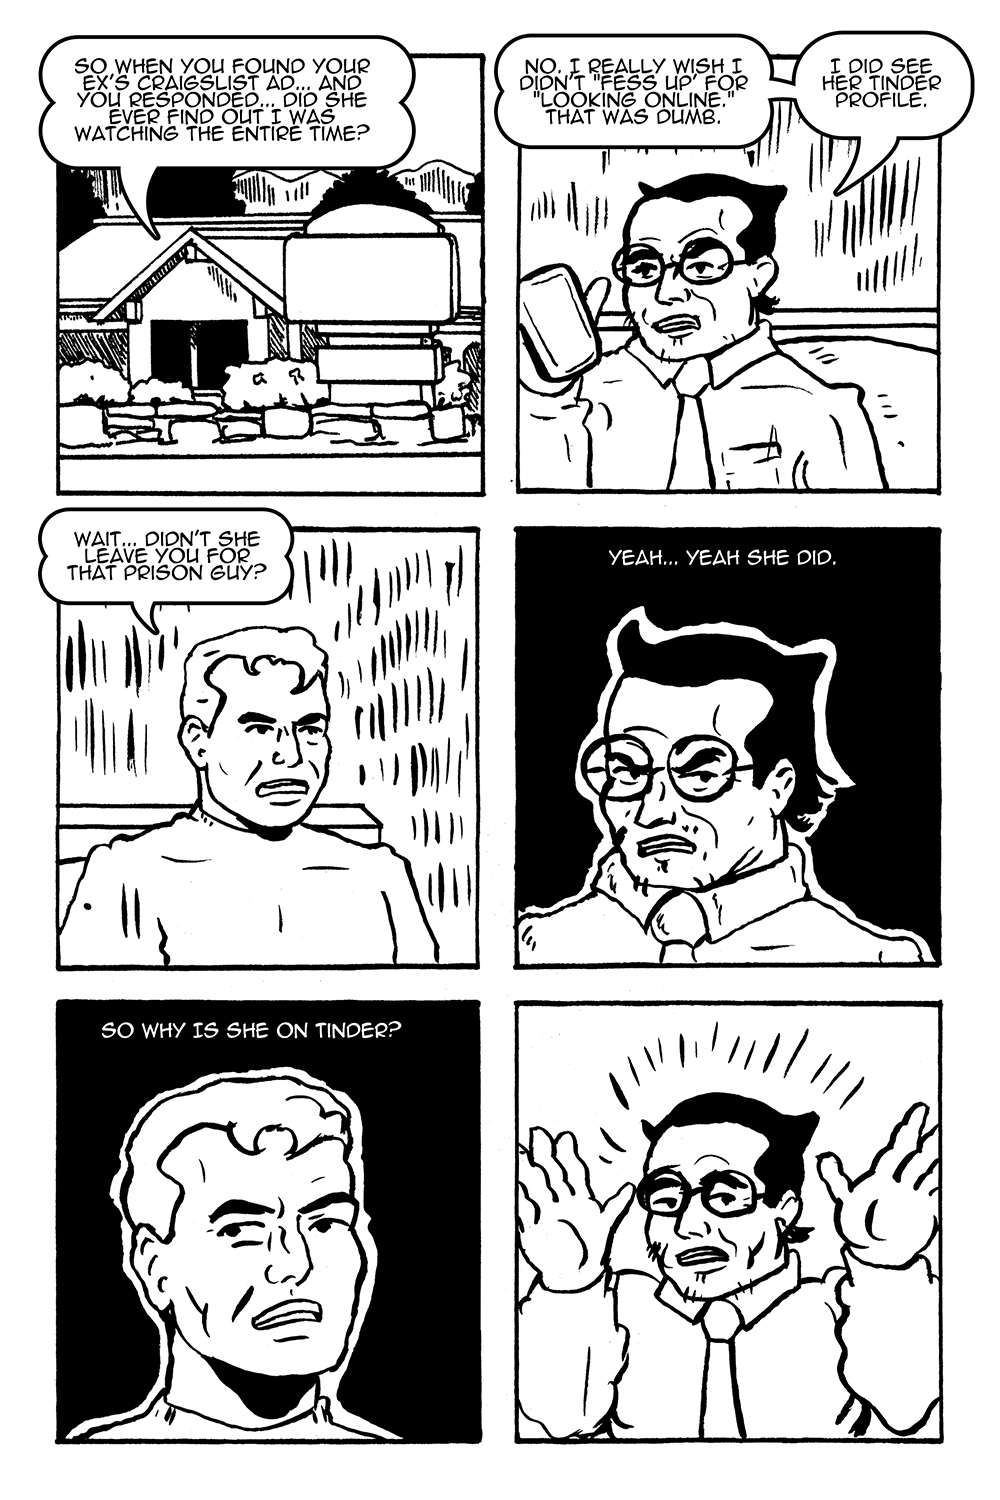 SO WHEN YOU FOUND YOUR
EX'S CRAIGSLIST AD... AND
YOU RESPONDED... DID SHE
EVER FIND OUT I WAS
WATCHING THE ENTIRE TIME?
NO. I REALLY WISH I
DIDN'T "FESS UP' FOR
"LOOKING ONLINE."
THAT WAS DUMB.
I DID SEE
HER TINDER
PROFILE.
WAIT... DIDN'T SHE
LEAVE YOU FOR
THAT PRISON GUY?
YEAH... YEAH SHE DID.
SO WHY IS SHE ON TINDER?